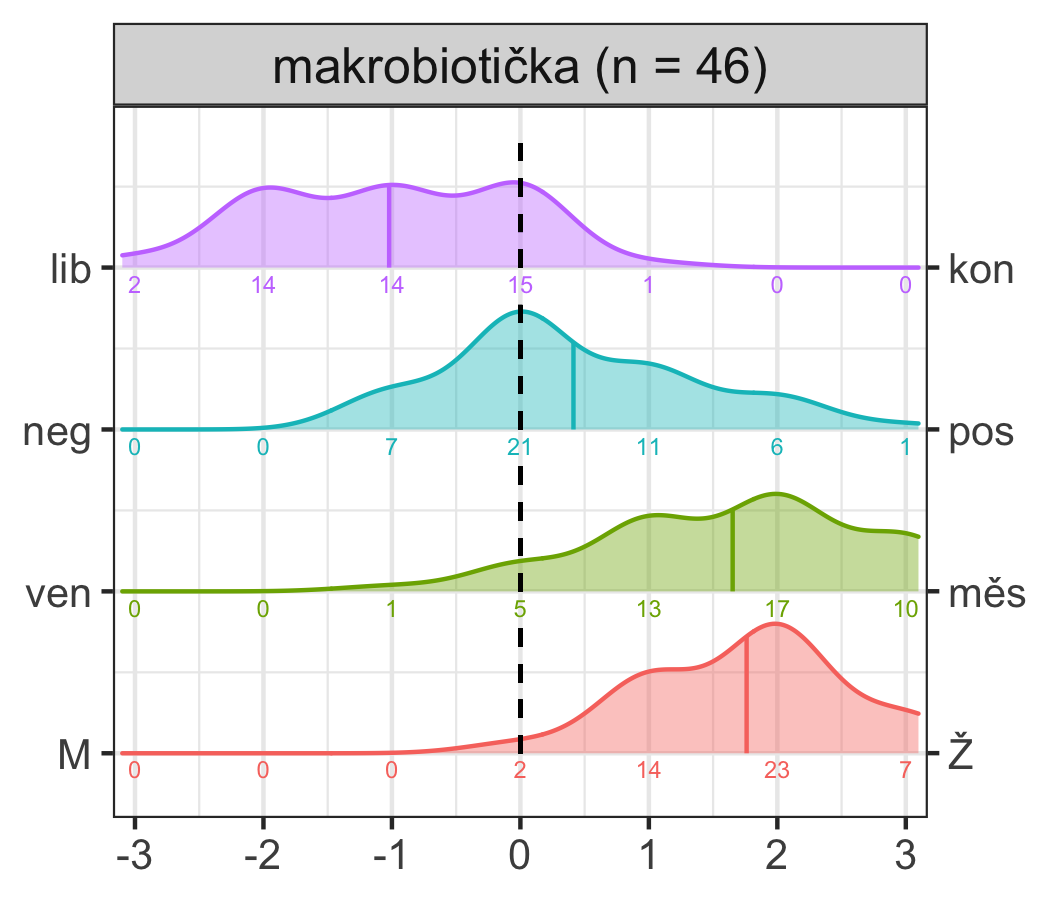 makrobiotička (n = 46)
lib kon
2 14 14 15 1 0 0
neg pos
0 0 7 21 11 6 1
ven měs
0 0 1 5 13 17 10
M Ž
0 0 0 2 14 23 7
-3 -2 -1 0 1 2 3